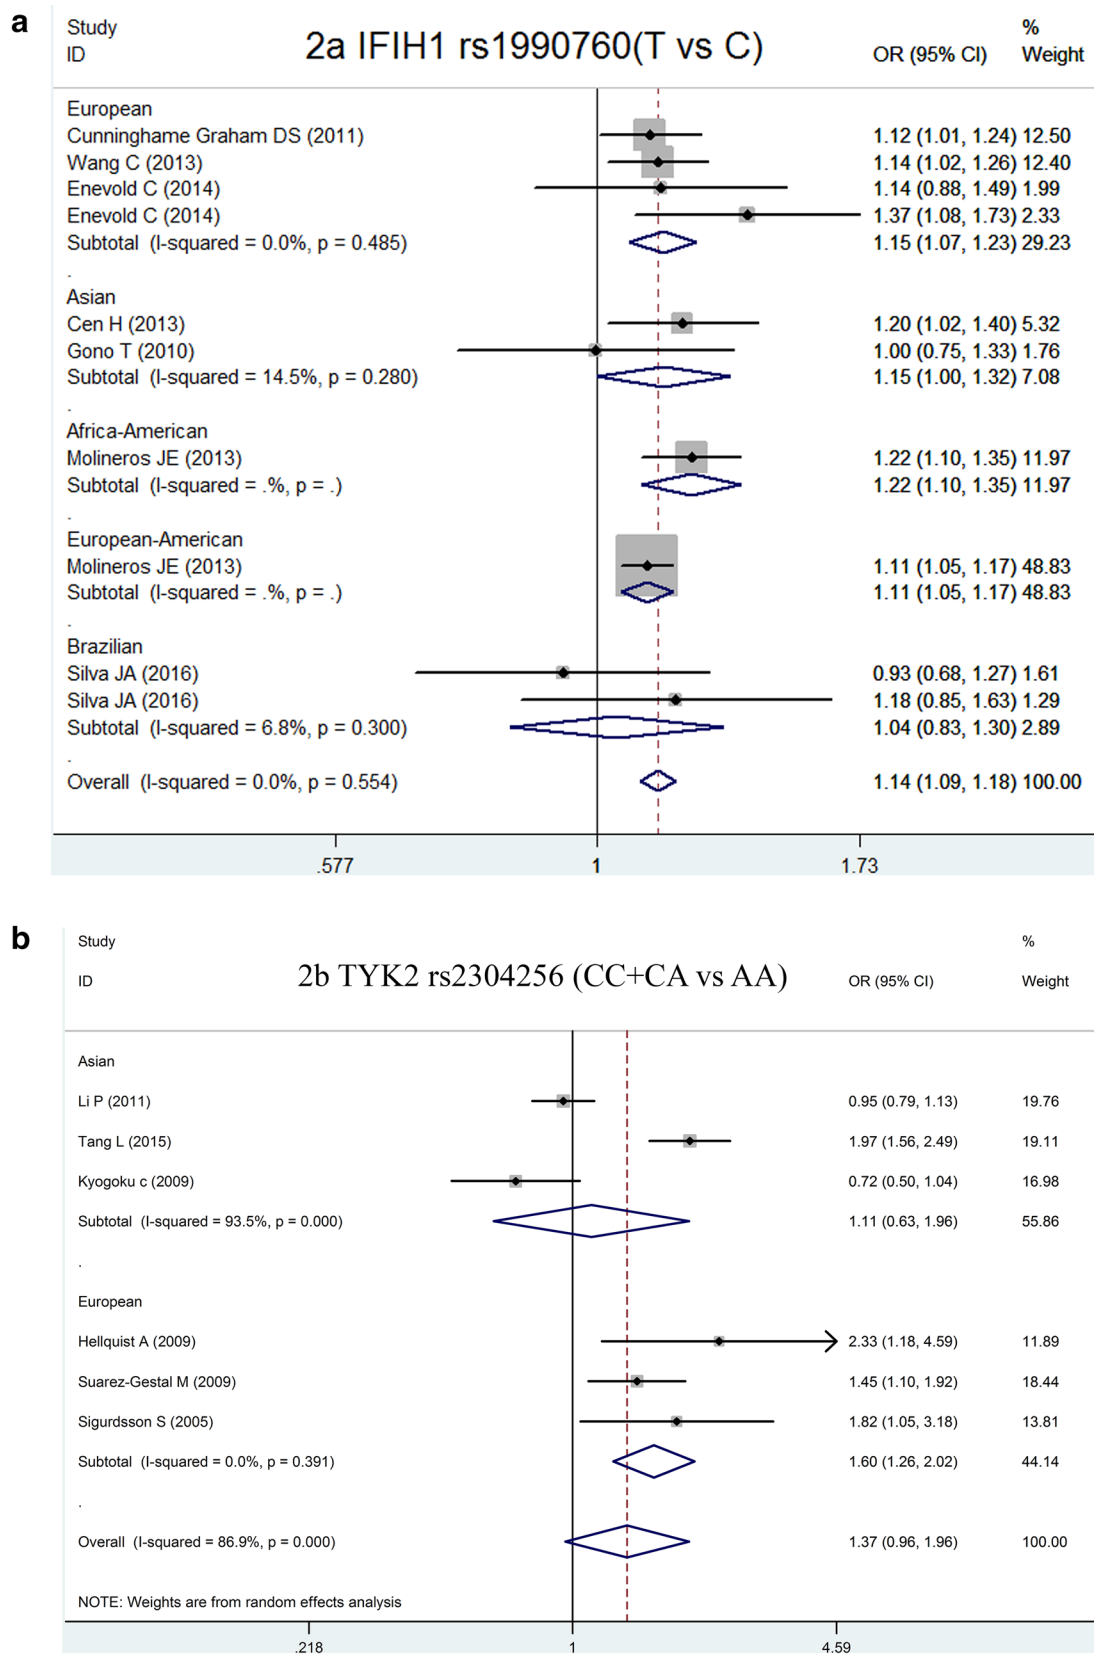 a
Study
ID
2a IFIH1 rs1990760(T vs C)
OR (95% CI)
%
Weight
European
Cunninghame Graham DS (2011) 1.12 (1.01, 1.24) 12.50
Wang C (2013) 1.14 (1.02, 1.26) 12.40
Enevold C (2014) 1.14 (0.88, 1.49) 1.99
Enevold C (2014) 1.37 (1.08, 1.73) 2.33
Subtotal (I-squared = 0.0%, p = 0.485) 1.15 (1.07, 1.23) 29.23
.
Asian
Cen H (2013) 1.20 (1.02, 1.40) 5.32
Gono T (2010) 1.00 (0.75, 1.33) 1.76
Subtotal (I-squared = 14.5%, p = 0.280) 1.15 (1.00, 1.32) 7.08
.
Africa-American
Molineros JE (2013) 1.22 (1.10, 1.35) 11.97
Subtotal (I-squared = .%, p = .) 1.22 (1.10, 1.35) 11.97
.
European-American
Molineros JE (2013) 1.11 (1.05, 1.17) 48.83
Subtotal (I-squared = .%, p = .) 1.11 (1.05, 1.17) 48.83
.
Brazilian
Silva JA (2016) 0.93 (0.68, 1.27) 1.61
Silva JA (2016) 1.18 (0.85, 1.63) 1.29
Subtotal (I-squared = 6.8%, p = 0.300) 1.04 (0.83, 1.30) 2.89
.
Overall (I-squared = 0.0%, p = 0.554) 1.14 (1.09, 1.18) 100.00
.577 1 1.73
b
Study
ID
2b TYK2 rs2304256 (CC+CA vs AA)
OR (95% CI)
%
Weight
Asian
Li P (2011) 0.95 (0.79, 1.13) 19.76
Tang L (2015) 1.97 (1.56, 2.49) 19.11
Kyogoku c (2009) 0.72 (0.50, 1.04) 16.98
Subtotal (I-squared = 93.5%, p = 0.000) 1.11 (0.63, 1.96) 55.86
.
European
Hellquist A (2009) 2.33 (1.18, 4.59) 11.89
Suarez-Gestal M (2009) 1.45 (1.10, 1.92) 18.44
Sigurdsson S (2005) 1.82 (1.05, 3.18) 13.81
Subtotal (I-squared = 0.0%, p = 0.391) 1.60 (1.26, 2.02) 44.14
.
Overall (I-squared = 86.9%, p = 0.000) 1.37 (0.96, 1.96) 100.00
NOTE: Weights are from random effects analysis
.218 1 4.59